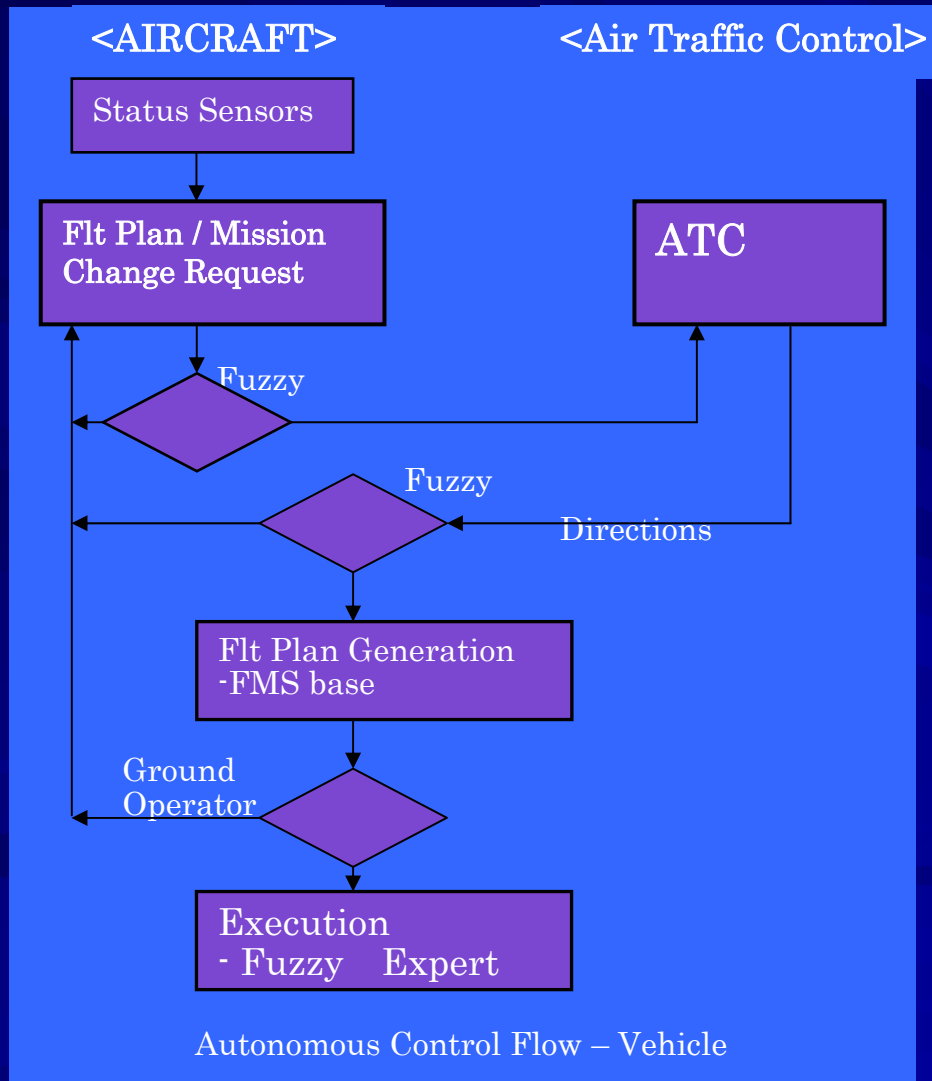 <AIRCRAFT>
<Air Traffic Control>
Status Sensors
Flt Plan / Mission
Change Request
ATC
Fuzzy
Fuzzy
Directions
Flt Plan Generation
-FMS base
Ground
Operator
Execution
- Fuzzy Expert
Autonomous Control Flow – Vehicle